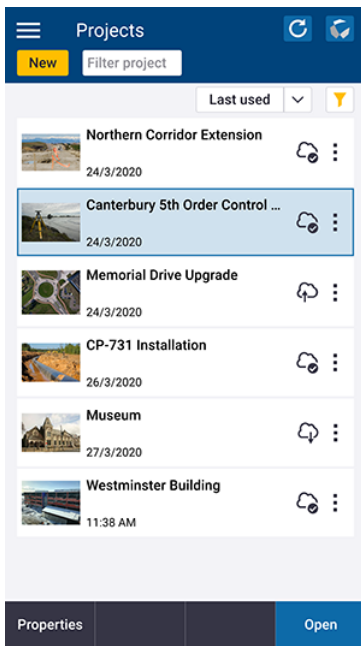 Projects
New
Filter project
Last used
Northern Corridor Extension
24/3/2020
Canterbury 5th Order Control ...
24/3/2020
Memorial Drive Upgrade
24/3/2020
CP-731 Installation
26/3/2020
Museum
27/3/2020
Westminster Building
11:38 AM
Properties
Open